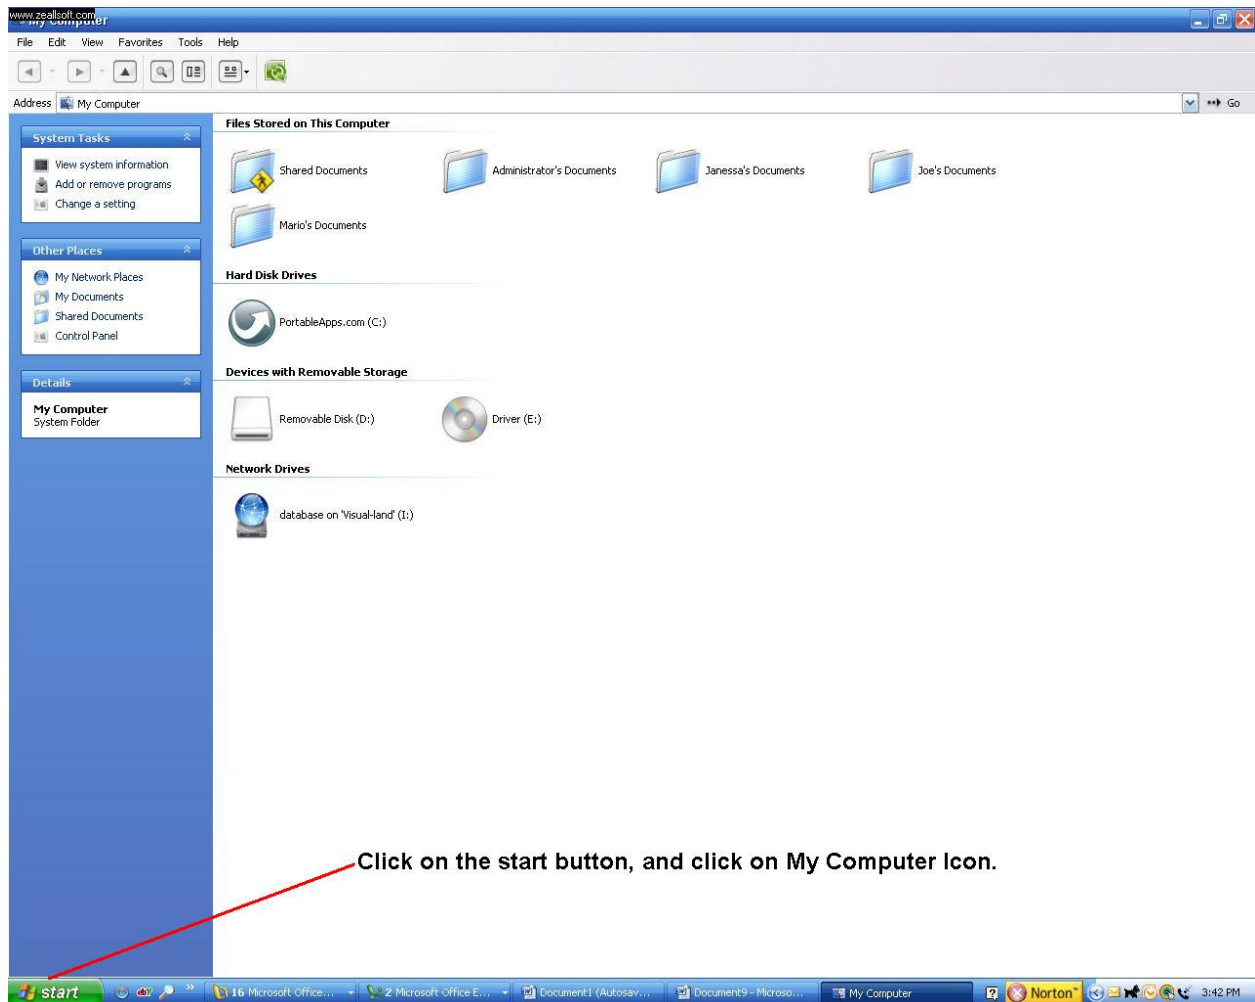 www.zeallsoft.com
My Computer
File Edit View Favorites Tools Help
Address My Computer Go
System Tasks
View system information
Add or remove programs
Change a setting
Other Places
My Network Places
My Documents
Shared Documents
Control Panel
Details
My Computer
System Folder
Files Stored on This Computer
Shared Documents Administrator's Documents Janessa's Documents Joe's Documents
Mario's Documents
Hard Disk Drives
PortableApps.com (C:)
Devices with Removable Storage
Removable Disk (D:) Driver (E:)
Network Drives
database on 'Visual-land' (I:)
Click on the start button, and click on My Computer Icon.
start 16 Microsoft Office... 2 Microsoft Office E... Document1 (Autosav... Document9 - Microso... My Computer Norton™ 3:42 PM